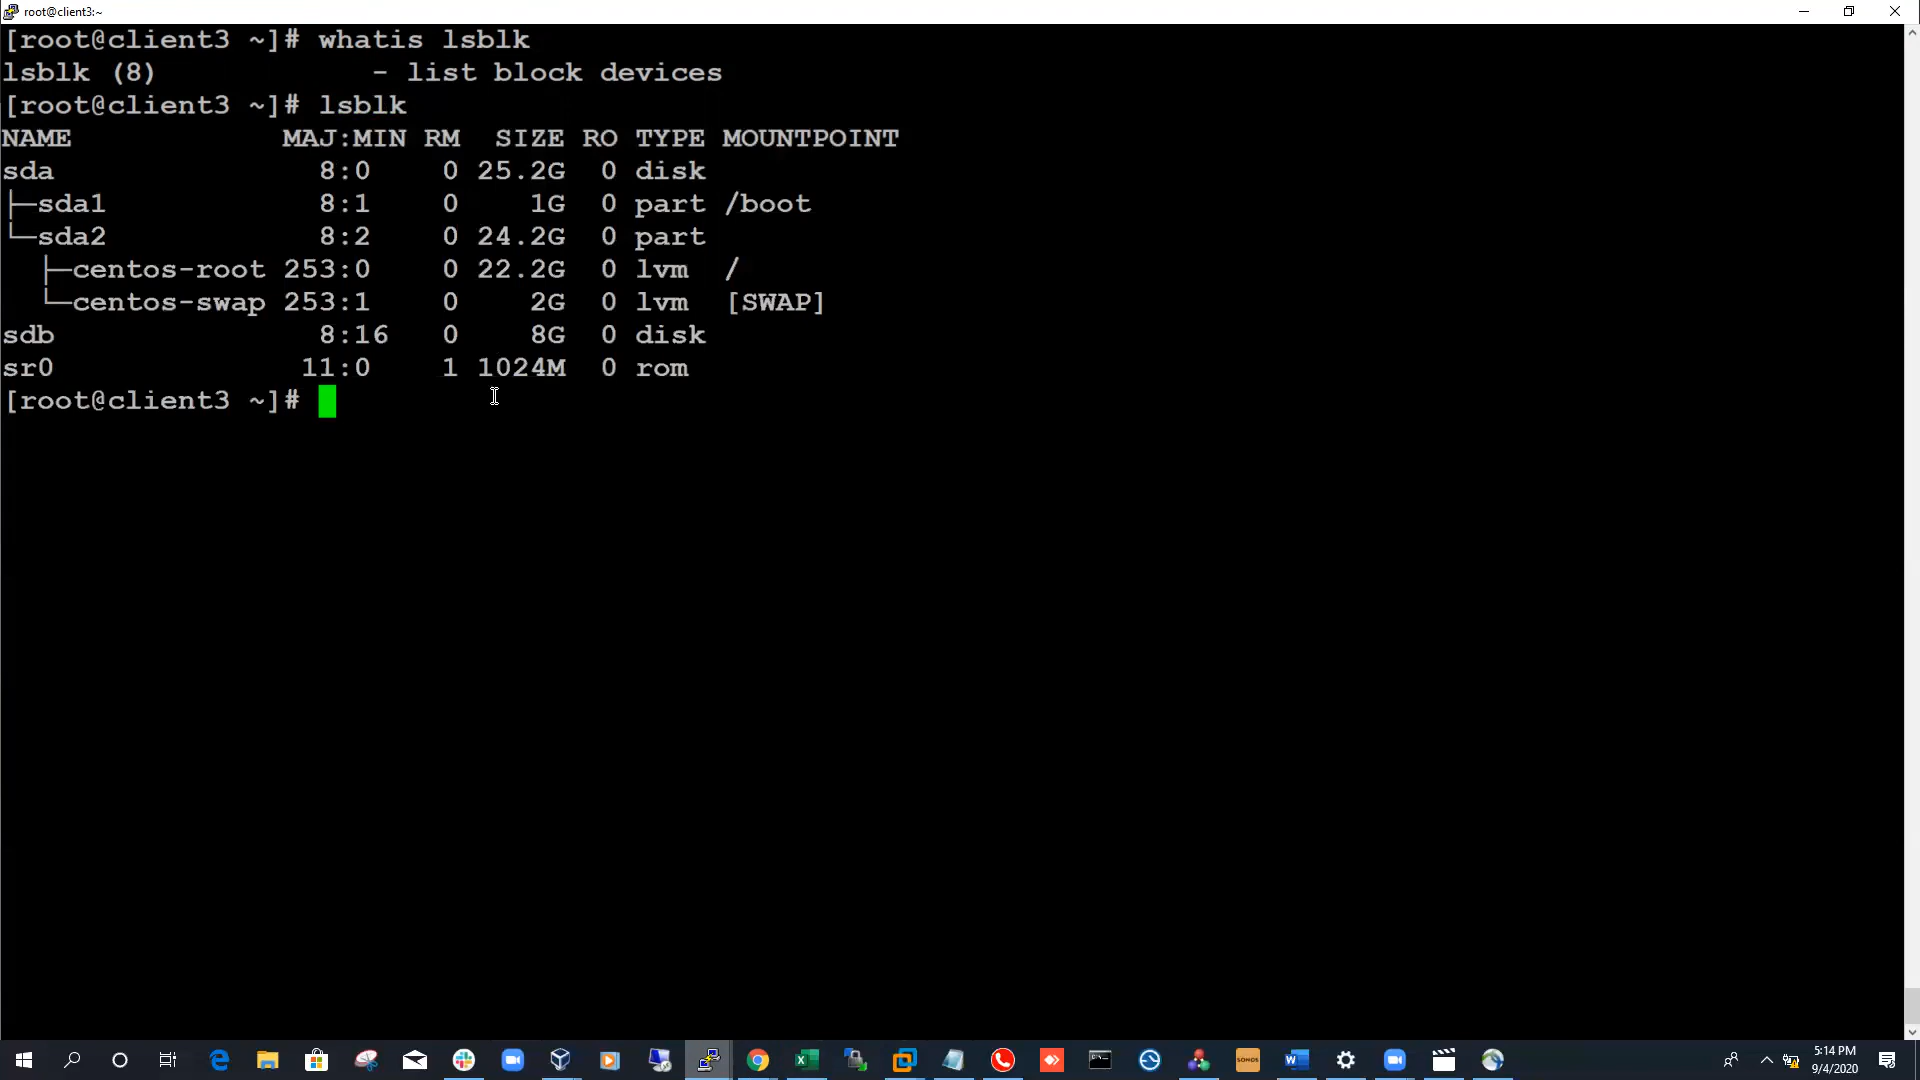 root@client3:~
[root@client3 ~]# whatis lsblk
lsblk (8)            - list block devices
[root@client3 ~]# lsblk
NAME            MAJ:MIN RM  SIZE RO TYPE MOUNTPOINT
sda               8:0    0 25.2G  0 disk
├─sda1            8:1    0    1G  0 part /boot
└─sda2            8:2    0 24.2G  0 part
  ├─centos-root 253:0    0 22.2G  0 lvm  /
  └─centos-swap 253:1    0    2G  0 lvm  [SWAP]
sdb               8:16   0    8G  0 disk
sr0              11:0    1 1024M  0 rom
[root@client3 ~]#
SONOS
5:14 PM
9/4/2020